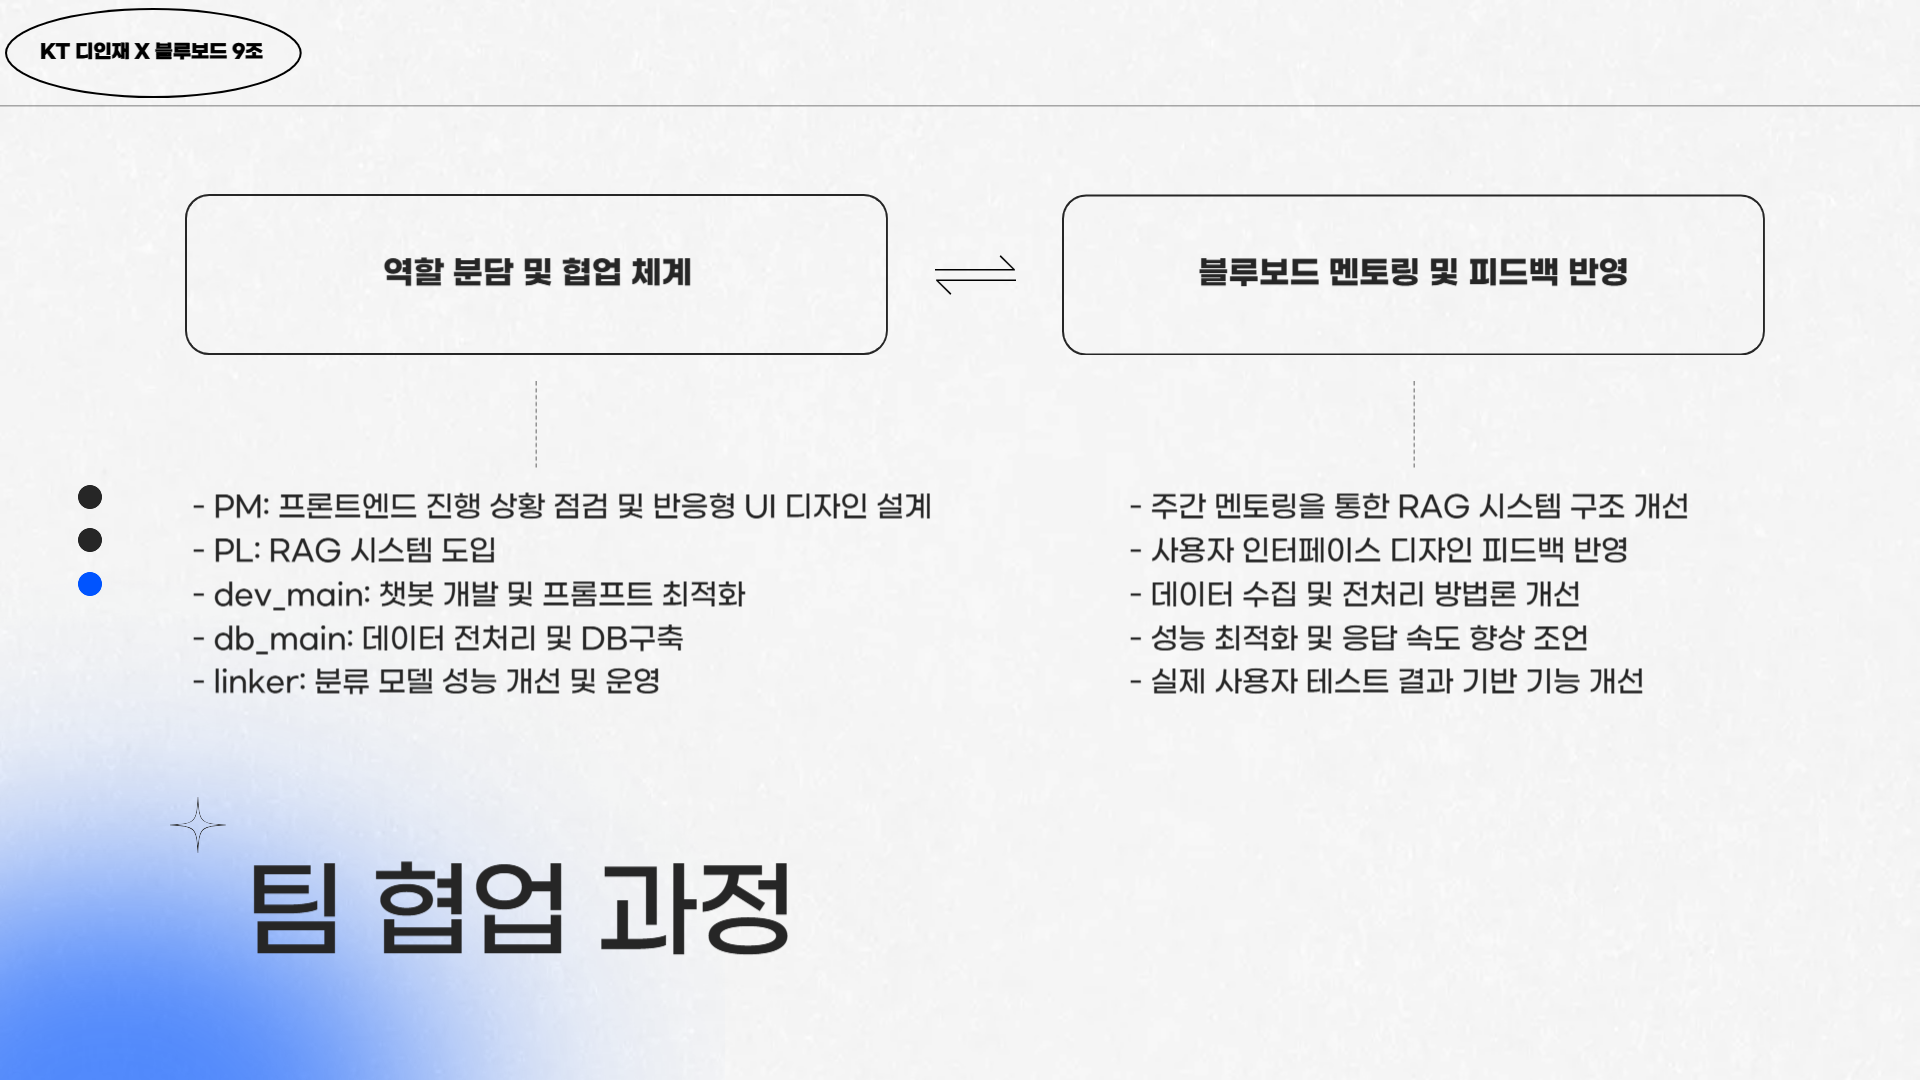 KT 디인재 X 블루보드 9조
역할 분담 및 협업 체계
블루보드 멘토링 및 피드백 반영
- PM: 프론트엔드 진행 상황 점검 및 반응형 UI 디자인 설계
- PL: RAG 시스템 도입
- dev_main: 챗봇 개발 및 프롬프트 최적화
- db_main: 데이터 전처리 및 DB구축
- linker: 분류 모델 성능 개선 및 운영
- 주간 멘토링을 통한 RAG 시스템 구조 개선
- 사용자 인터페이스 디자인 피드백 반영
- 데이터 수집 및 전처리 방법론 개선
- 성능 최적화 및 응답 속도 향상 조언
- 실제 사용자 테스트 결과 기반 기능 개선
팀 협업 과정